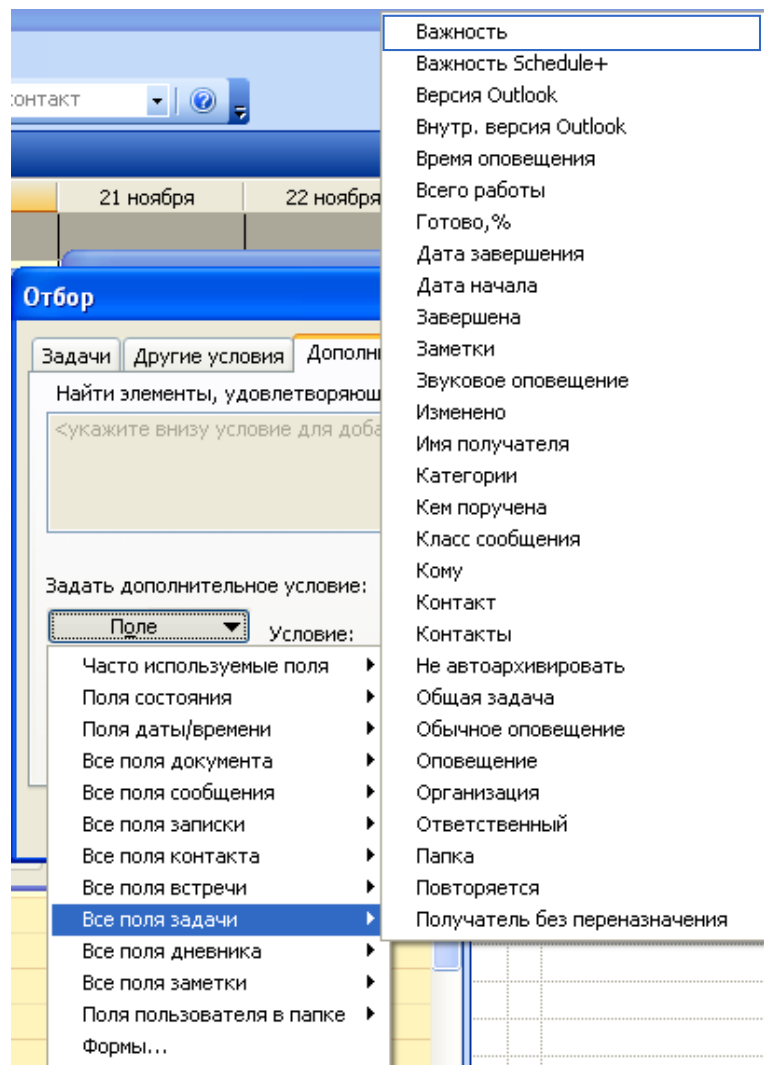 контакт
21 ноября
22 ноября
Отбор
Задачи
Другие условия
Дополн
Найти элементы, удовлетворяющ
<укажите внизу условие для доба
Задать дополнительное условие:
Поле
Условие:
Часто используемые поля
Поля состояния
Поля даты/времени
Все поля документа
Все поля сообщения
Все поля записки
Все поля контакта
Все поля встречи
Все поля задачи
Все поля дневника
Все поля заметки
Поля пользователя в папке
Формы...
Важность
Важность Schedule+
Версия Outlook
Внутр. версия Outlook
Время оповещения
Всего работы
Готово,%
Дата завершения
Дата начала
Завершена
Заметки
Звуковое оповещение
Изменено
Имя получателя
Категории
Кем поручена
Класс сообщения
Кому
Контакт
Контакты
Не автоархивировать
Общая задача
Обычное оповещение
Оповещение
Организация
Ответственный
Папка
Повторяется
Получатель без переназначения